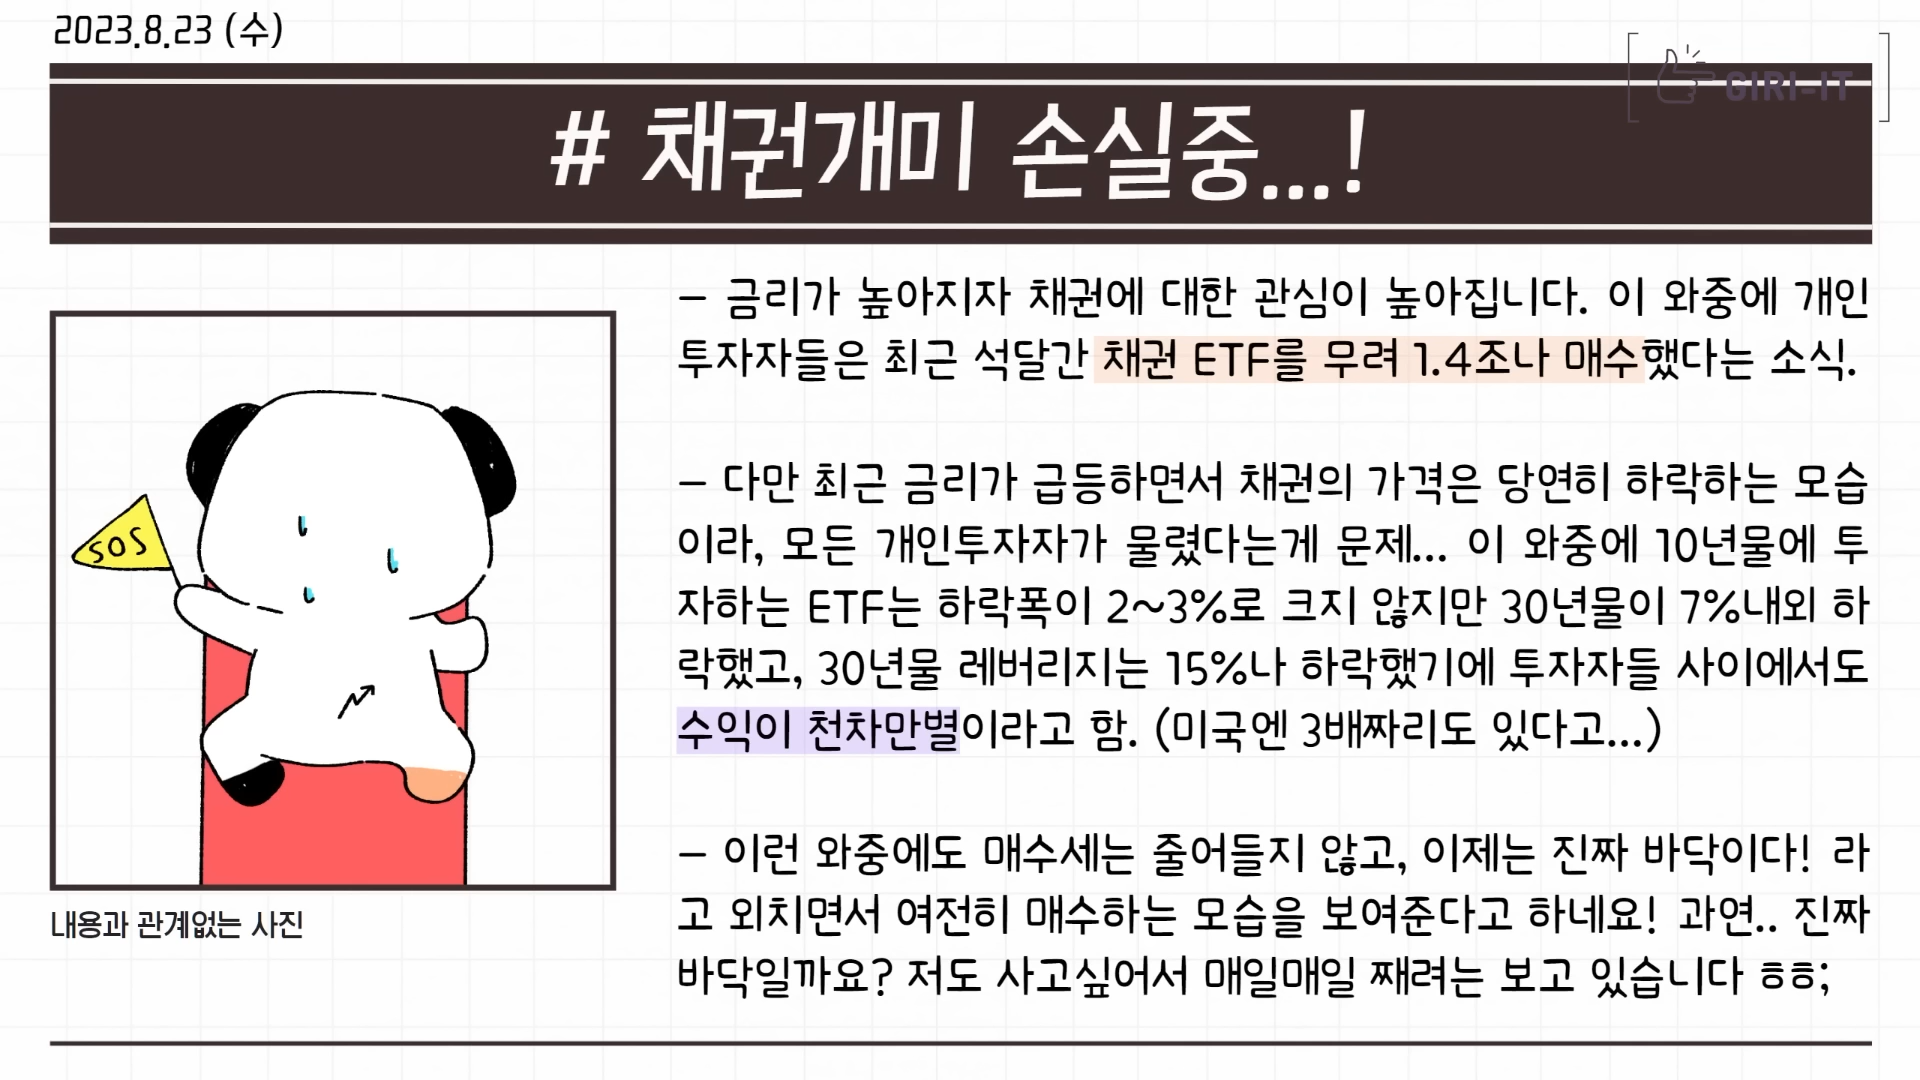 2023.8.23 (수)
GIRI-IT
# 채권개미 손실중...!
– 금리가 높아지자 채권에 대한 관심이 높아집니다. 이 와중에 개인
투자자들은 최근 석달간 채권 ETF를 무려 1.4조나 매수했다는 소식.
– 다만 최근 금리가 급등하면서 채권의 가격은 당연히 하락하는 모습
이라, 모든 개인투자자가 물렸다는게 문제... 이 와중에 10년물에 투
자하는 ETF는 하락폭이 2~3%로 크지 않지만 30년물이 7%내외 하
락했고, 30년물 레버리지는 15%나 하락했기에 투자자들 사이에서도
수익이 천차만별이라고 함. (미국엔 3배짜리도 있다고...)
– 이런 와중에도 매수세는 줄어들지 않고, 이제는 진짜 바닥이다! 라
고 외치면서 여전히 매수하는 모습을 보여준다고 하네요! 과연.. 진짜
바닥일까요? 저도 사고싶어서 매일매일 째려는 보고 있습니다 ㅎㅎ;
SOS
내용과 관계없는 사진